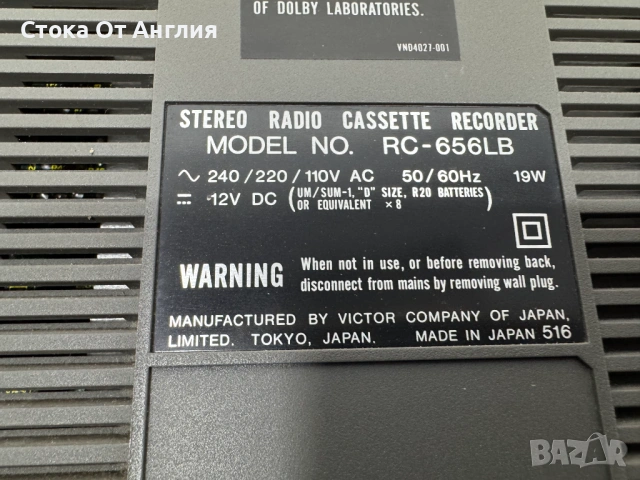 Стока От Англия
OF DOLBY LABORATORIES.
VND4027-001
STEREO RADIO CASSETTE RECORDER
MODEL NO. RC-656LB
240/220/110V AC 50/60Hz 19W
12V DC (UM/SUM-1, "D" SIZE, R20 BATTERIES)
OR EQUIVALENT ×8
WARNING
When not in use, or before removing back,
disconnect from mains by removing wall plug.
MANUFACTURED BY VICTOR COMPANY OF JAPAN,
LIMITED. TOKYO, JAPAN. MADE IN JAPAN 516
BAZAR